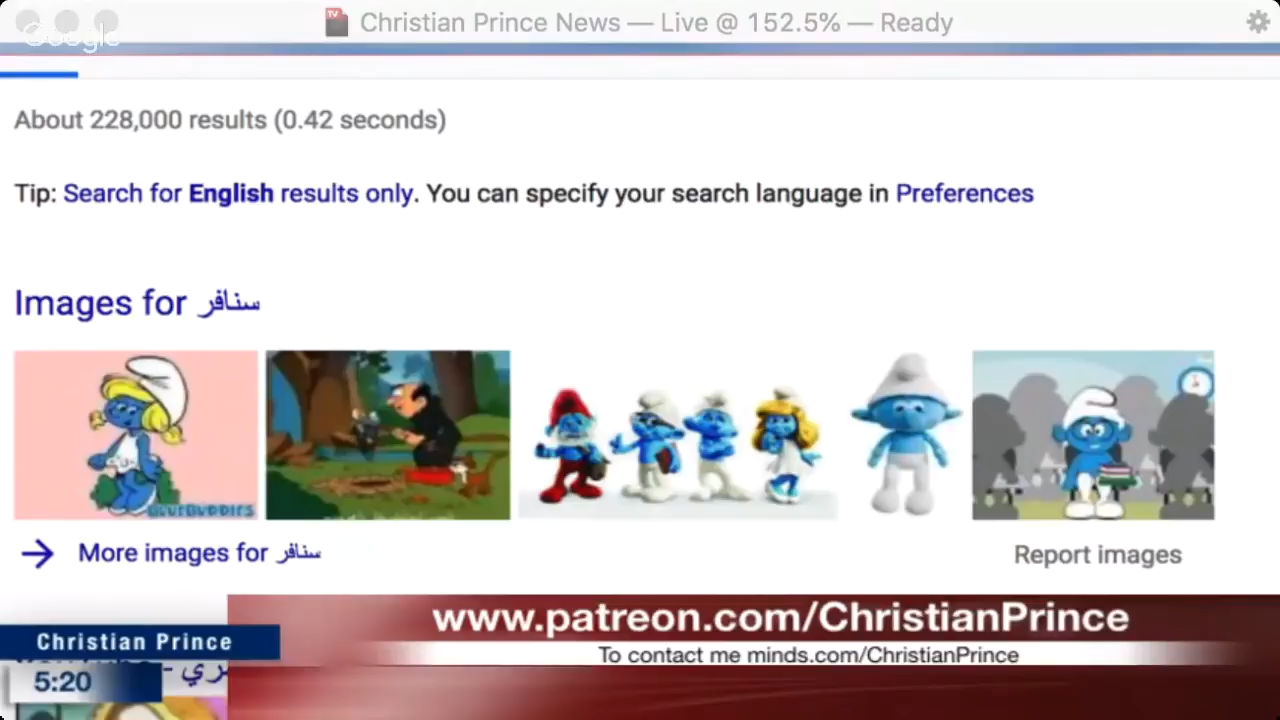 Christian Prince News — Live @ 152.5% — Ready
Google
About 228,000 results (0.42 seconds)
Tip: Search for English results only. You can specify your search language in Preferences
Images for سنافر
BLUEBUDDIES
More images for سنافر
Report images
www.patreon.com/ChristianPrince
To contact me minds.com/ChristianPrince
Christian Prince
5:20